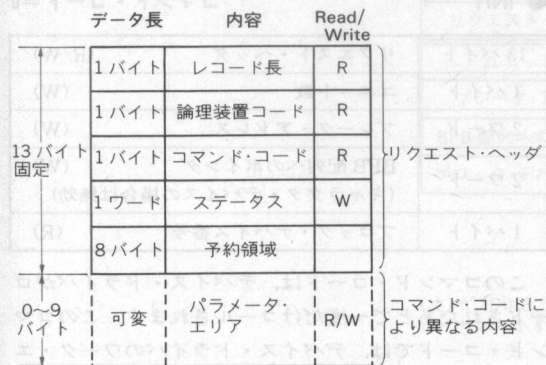 データ長 内容 Read/
Write
1バイト レコード長 R
1バイト 論理装置コード R
13バイト
固定
1バイト コマンド・コード R
リクエスト・ヘッダ
1ワード ステータス W
8バイト 予約領域
0〜9
バイト
可変 パラメータ・
エリア
R/W
コマンド・コードに
より異なる内容